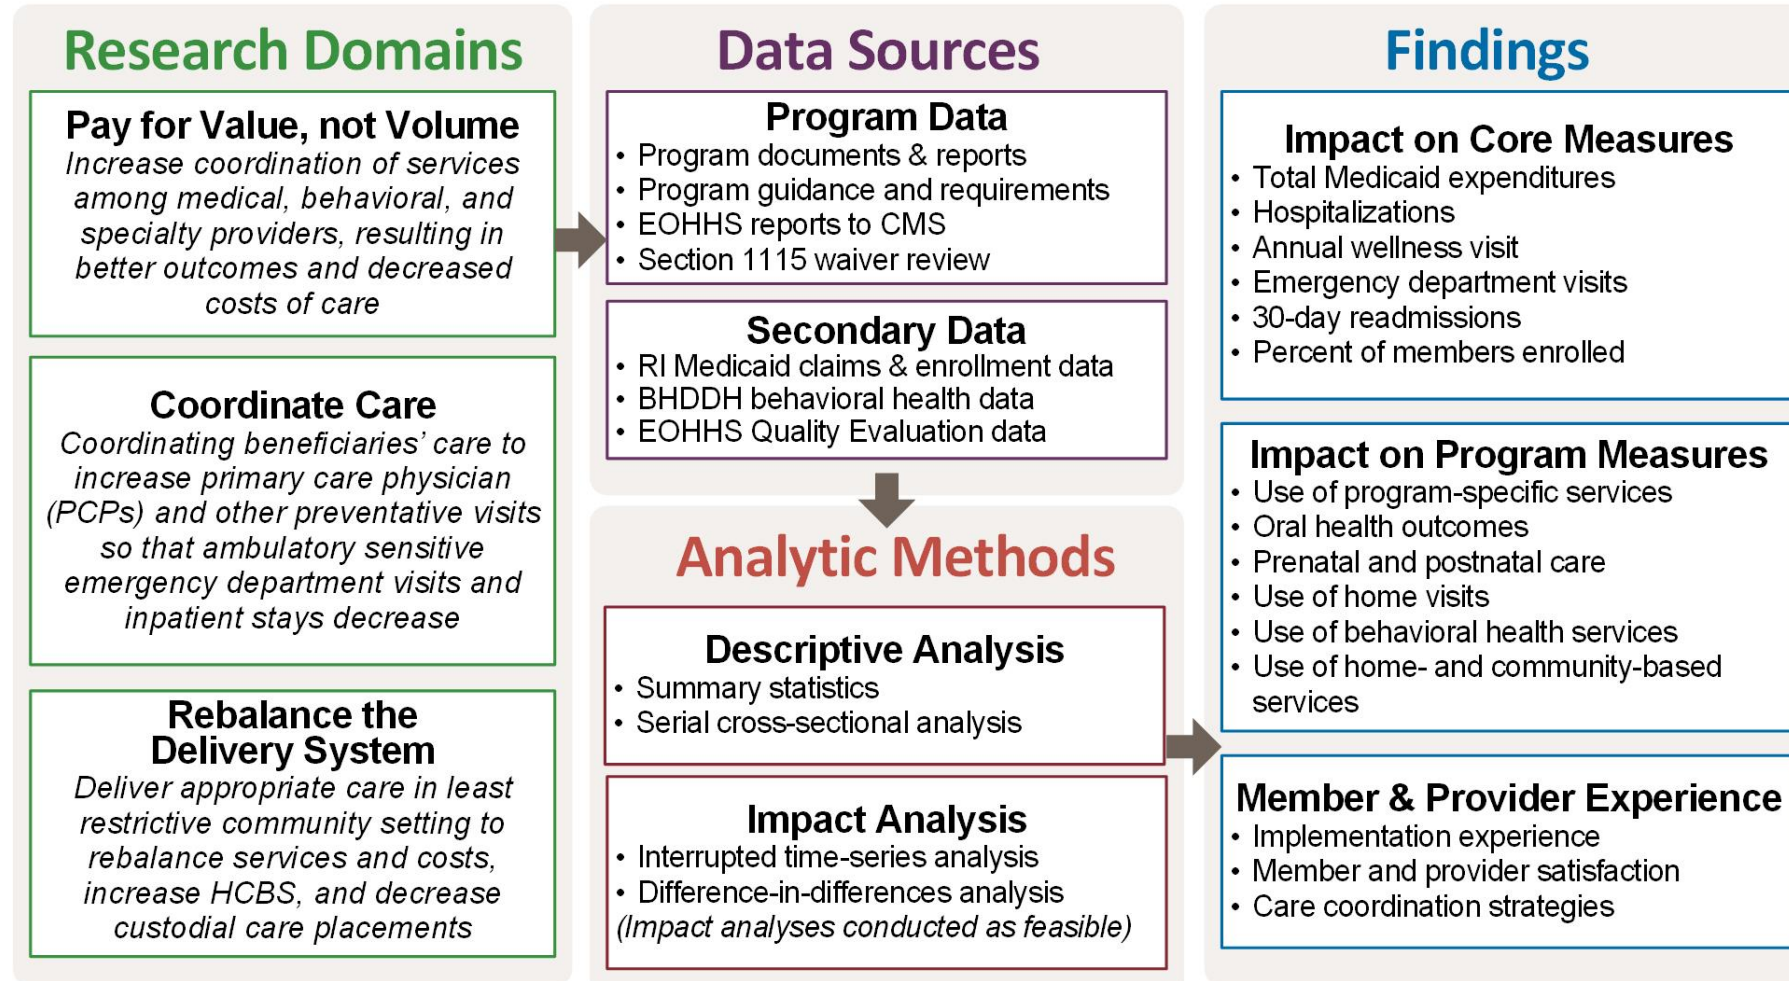 Research Domains
Pay for Value, not Volume
Increase coordination of services
among medical, behavioral, and
specialty providers, resulting in
better outcomes and decreased
costs of care
Coordinate Care
Coordinating beneficiaries’ care to
increase primary care physician
(PCPs) and other preventative visits
so that ambulatory sensitive
emergency department visits and
inpatient stays decrease
Rebalance the
Delivery System
Deliver appropriate care in least
restrictive community setting to
rebalance services and costs,
increase HCBS, and decrease
custodial care placements
Data Sources
Program Data
• Program documents & reports
• Program guidance and requirements
• EOHHS reports to CMS
• Section 1115 waiver review
Secondary Data
• RI Medicaid claims & enrollment data
• BHDDH behavioral health data
• EOHHS Quality Evaluation data
Analytic Methods
Descriptive Analysis
• Summary statistics
• Serial cross-sectional analysis
Impact Analysis
• Interrupted time-series analysis
• Difference-in-differences analysis
(Impact analyses conducted as feasible)
Findings
Impact on Core Measures
• Total Medicaid expenditures
• Hospitalizations
• Annual wellness visit
• Emergency department visits
• 30-day readmissions
• Percent of members enrolled
Impact on Program Measures
• Use of program-specific services
• Oral health outcomes
• Prenatal and postnatal care
• Use of home visits
• Use of behavioral health services
• Use of home- and community-based
services
Member & Provider Experience
• Implementation experience
• Member and provider satisfaction
• Care coordination strategies